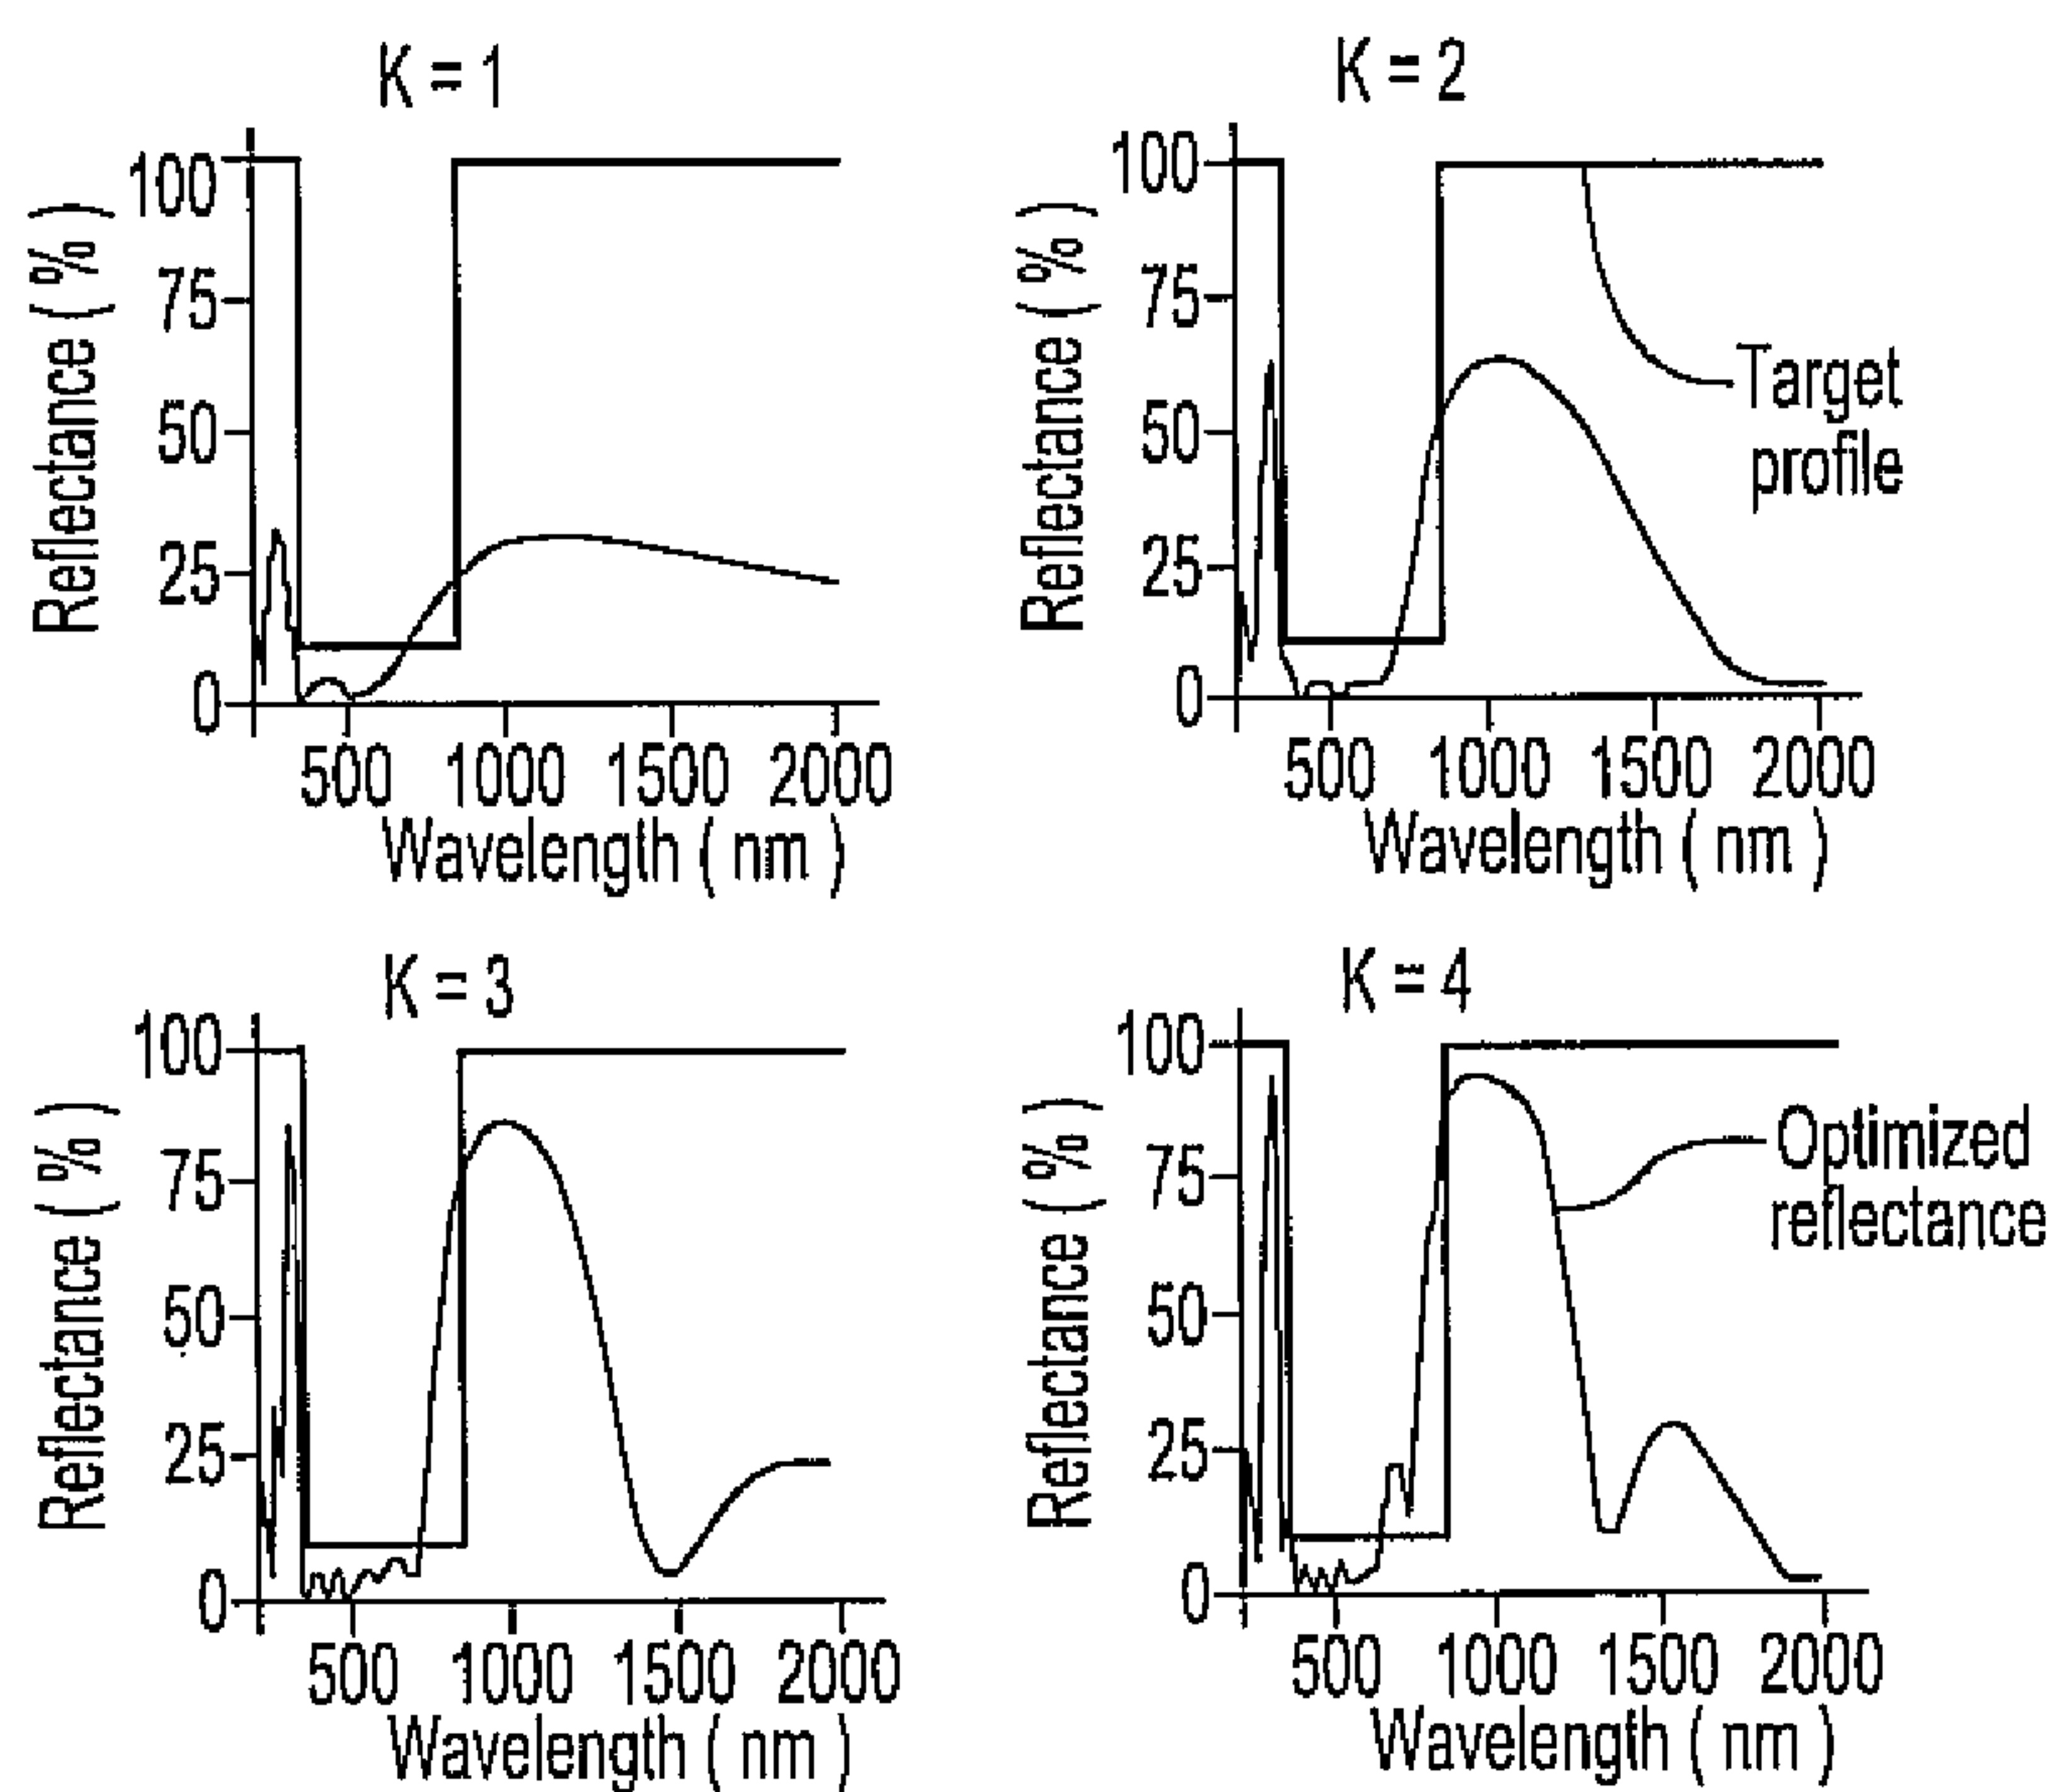 K = 1
100
75
50
25
0
Reflectance ( % )
500 1000 1500 2000
Wavelength ( nm )
K = 2
100
75
50
25
0
Reflectance ( % )
Target
profile
500 1000 1500 2000
Wavelength ( nm )
K = 3
100
75
50
25
0
Reflectance ( % )
500 1000 1500 2000
Wavelength ( nm )
K = 4
100
75
50
25
0
Reflectance ( % )
Optimized
reflectance
500 1000 1500 2000
Wavelength ( nm )